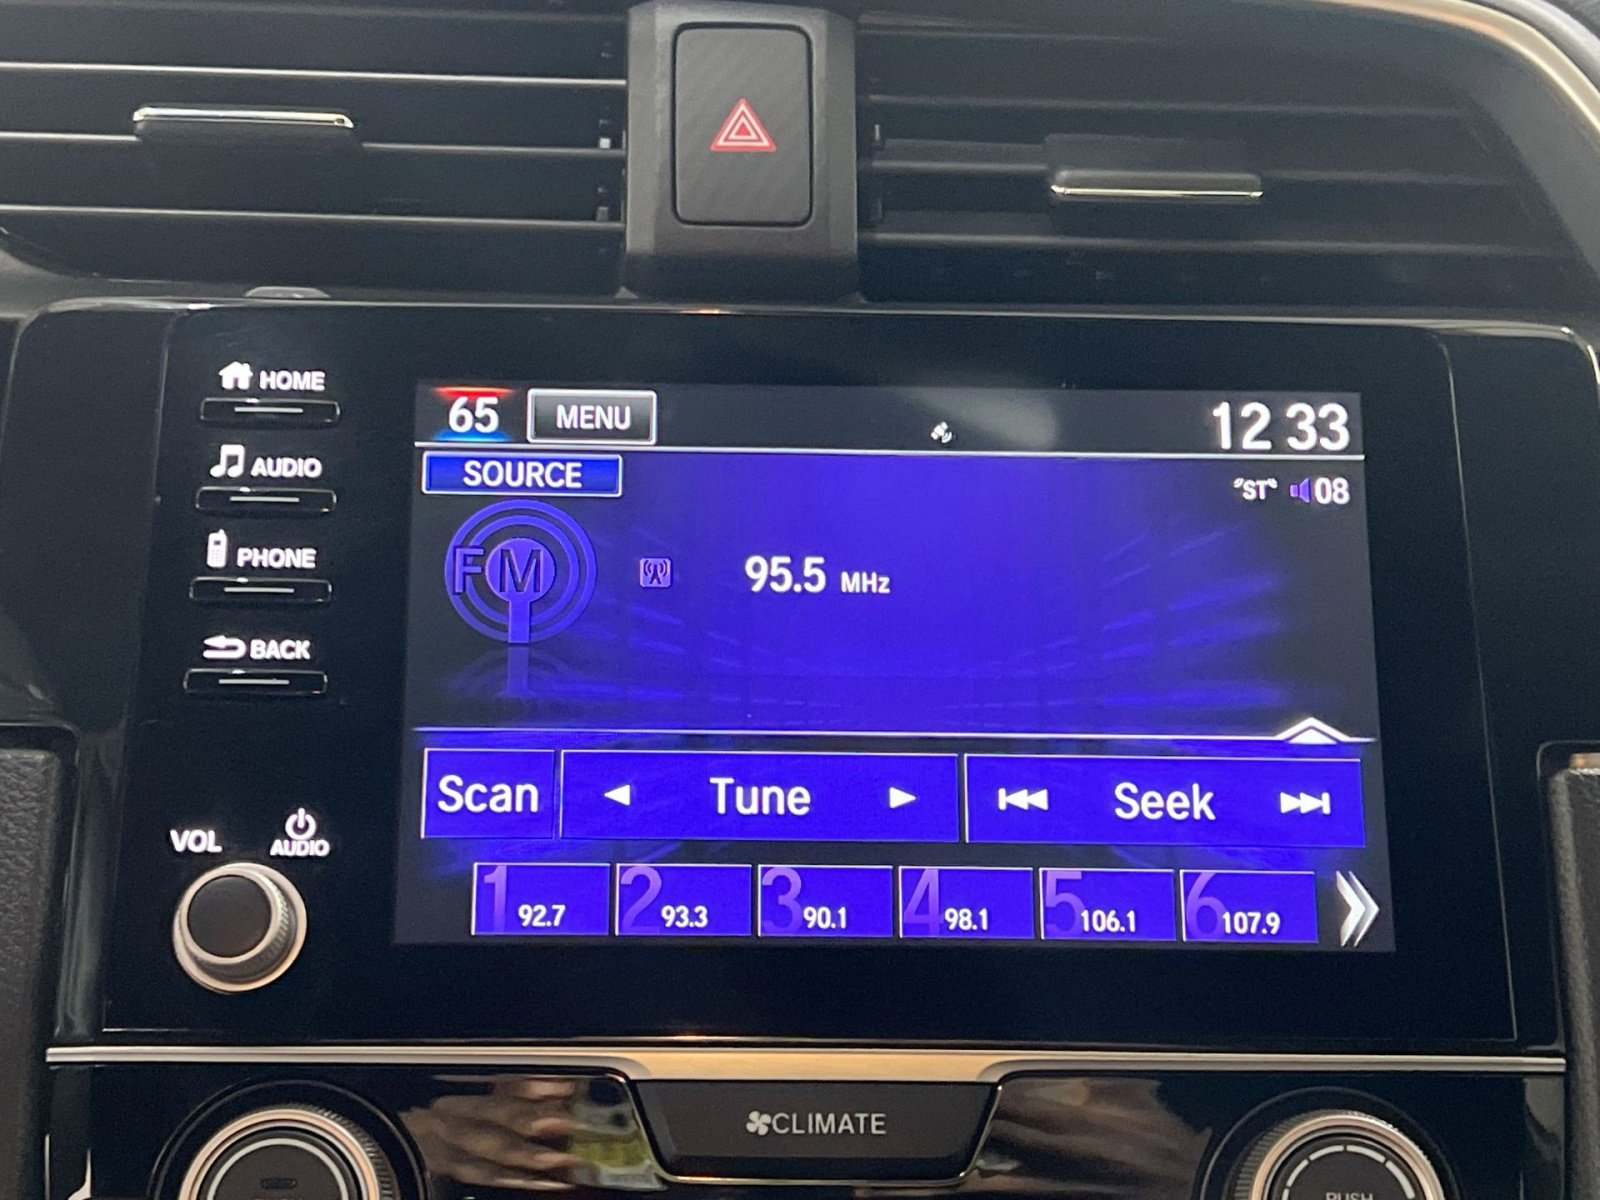 HOME
65 MENU 12 33
AUDIO
SOURCE
"ST" 08
PHONE
FM 95.5 MHz
BACK
Scan Tune Seek
VOL AUDIO
1 92.7 2 93.3 3 90.1 4 98.1 5 106.1 6 107.9
CLIMATE
PUSH